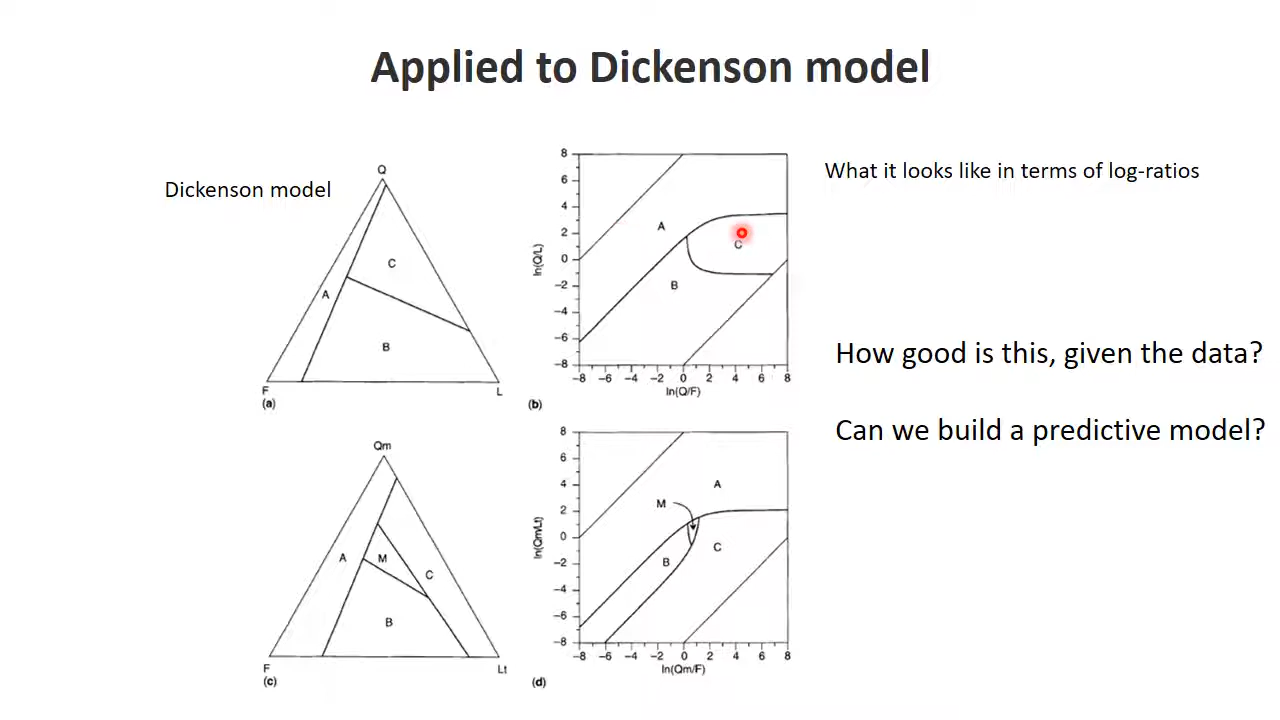 Applied to Dickenson model
Dickenson model
What it looks like in terms of log-ratios
How good is this, given the data?
Can we build a predictive model?
Q
C
A
B
F
L
(a)
8
6
4
2
0
−2
−4
−6
−8
ln(Q/L)
A
C
B
−8 −6 −4 −2 0 2 4 6 8
ln(Q/F)
(b)
Qm
A
M
C
B
F
Lt
(c)
8
6
4
2
0
−2
−4
−6
−8
ln(Qm/Lt)
A
M
C
B
−8 −6 −4 −2 0 2 4 6 8
ln(Qm/F)
(d)